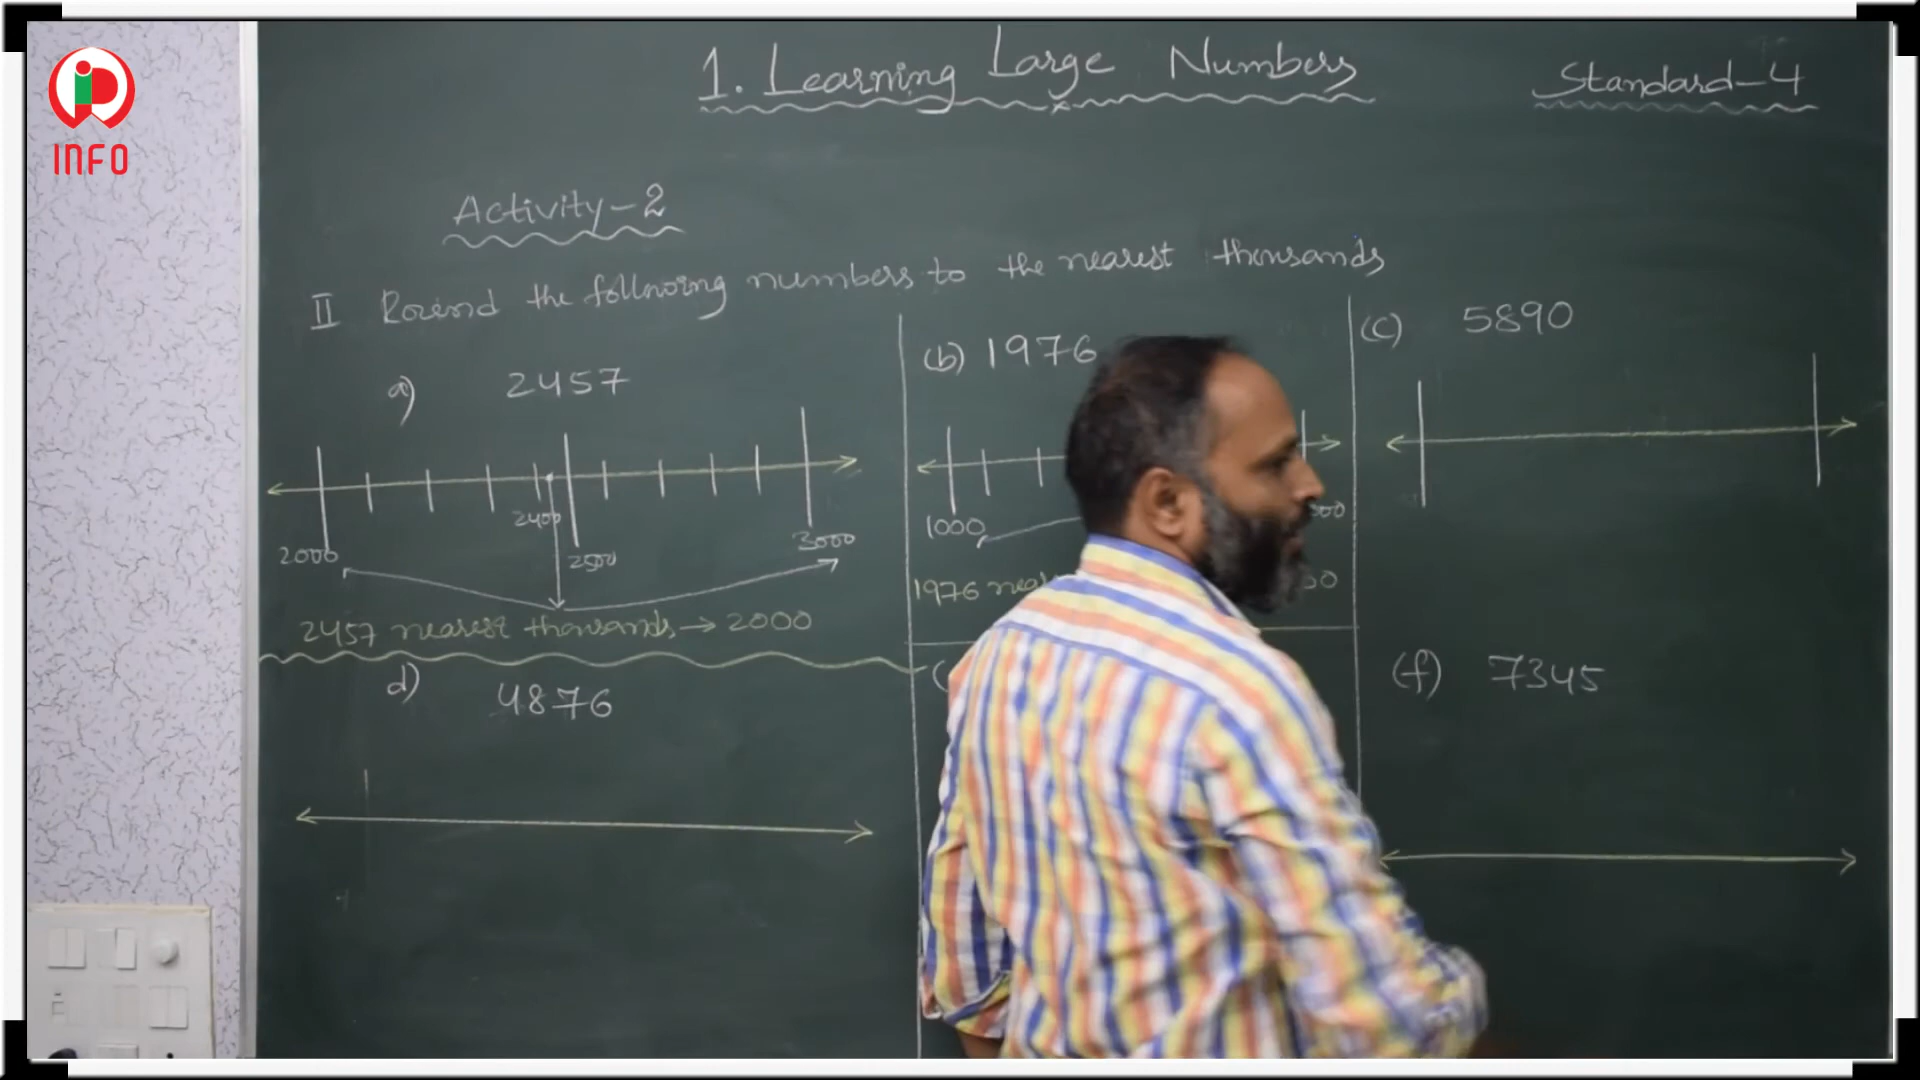 INFO
1. Learning Large Numbers
Standard-4
Activity-2
II Round the following numbers to the nearest thousands
a) 2457
2000
2400
2500
3000
2457 nearest thousands → 2000
(b) 1976
1000
1976
(c) 5890
d) 4876
(f) 7345